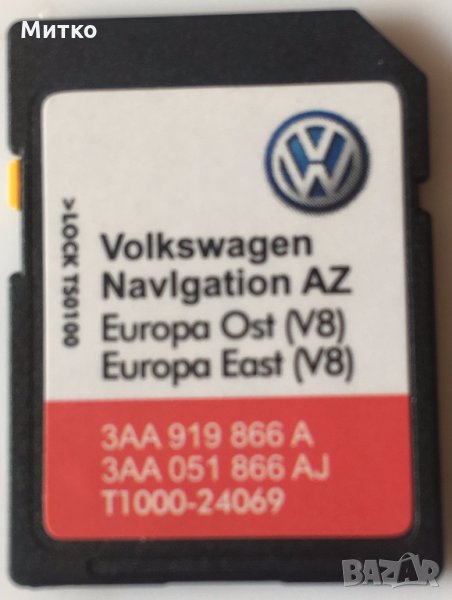 Митко
>LOCK TS0100
Volkswagen
NavIgation AZ
Europa Ost (V8)
Europa East (V8)
3AA 919 866 A
3AA 051 866 AJ
T1000-24069
BAZAR